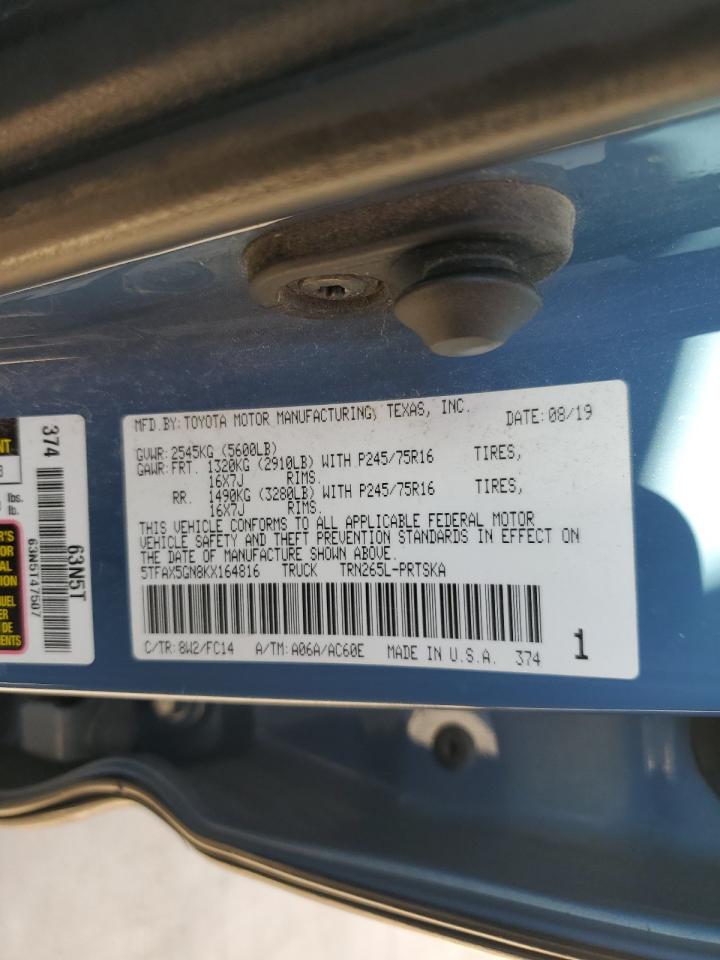 MFD.BY:TOYOTA MOTOR MANUFACTURING, TEXAS, INC. DATE:08/19
GVWR:2545KG (5600LB)
GAWR:FRT. 1320KG (2910LB) WITH P245/75R16 TIRES,
16X7J RIMS.
RR. 1490KG (3280LB) WITH P245/75R16 TIRES,
16X7J RIMS.
THIS VEHICLE CONFORMS TO ALL APPLICABLE FEDERAL MOTOR
VEHICLE SAFETY AND THEFT PREVENTION STANDARDS IN EFFECT ON
THE DATE OF MANUFACTURE SHOWN ABOVE.
5TFAX5GN8KX164816 TRUCK TRN265L-PRTSKA
C/TR:8W2/FC14 A/TM:A06A/AC60E MADE IN U.S.A. 374 1
374
63N5T
63N5T47507
lbs.
DE